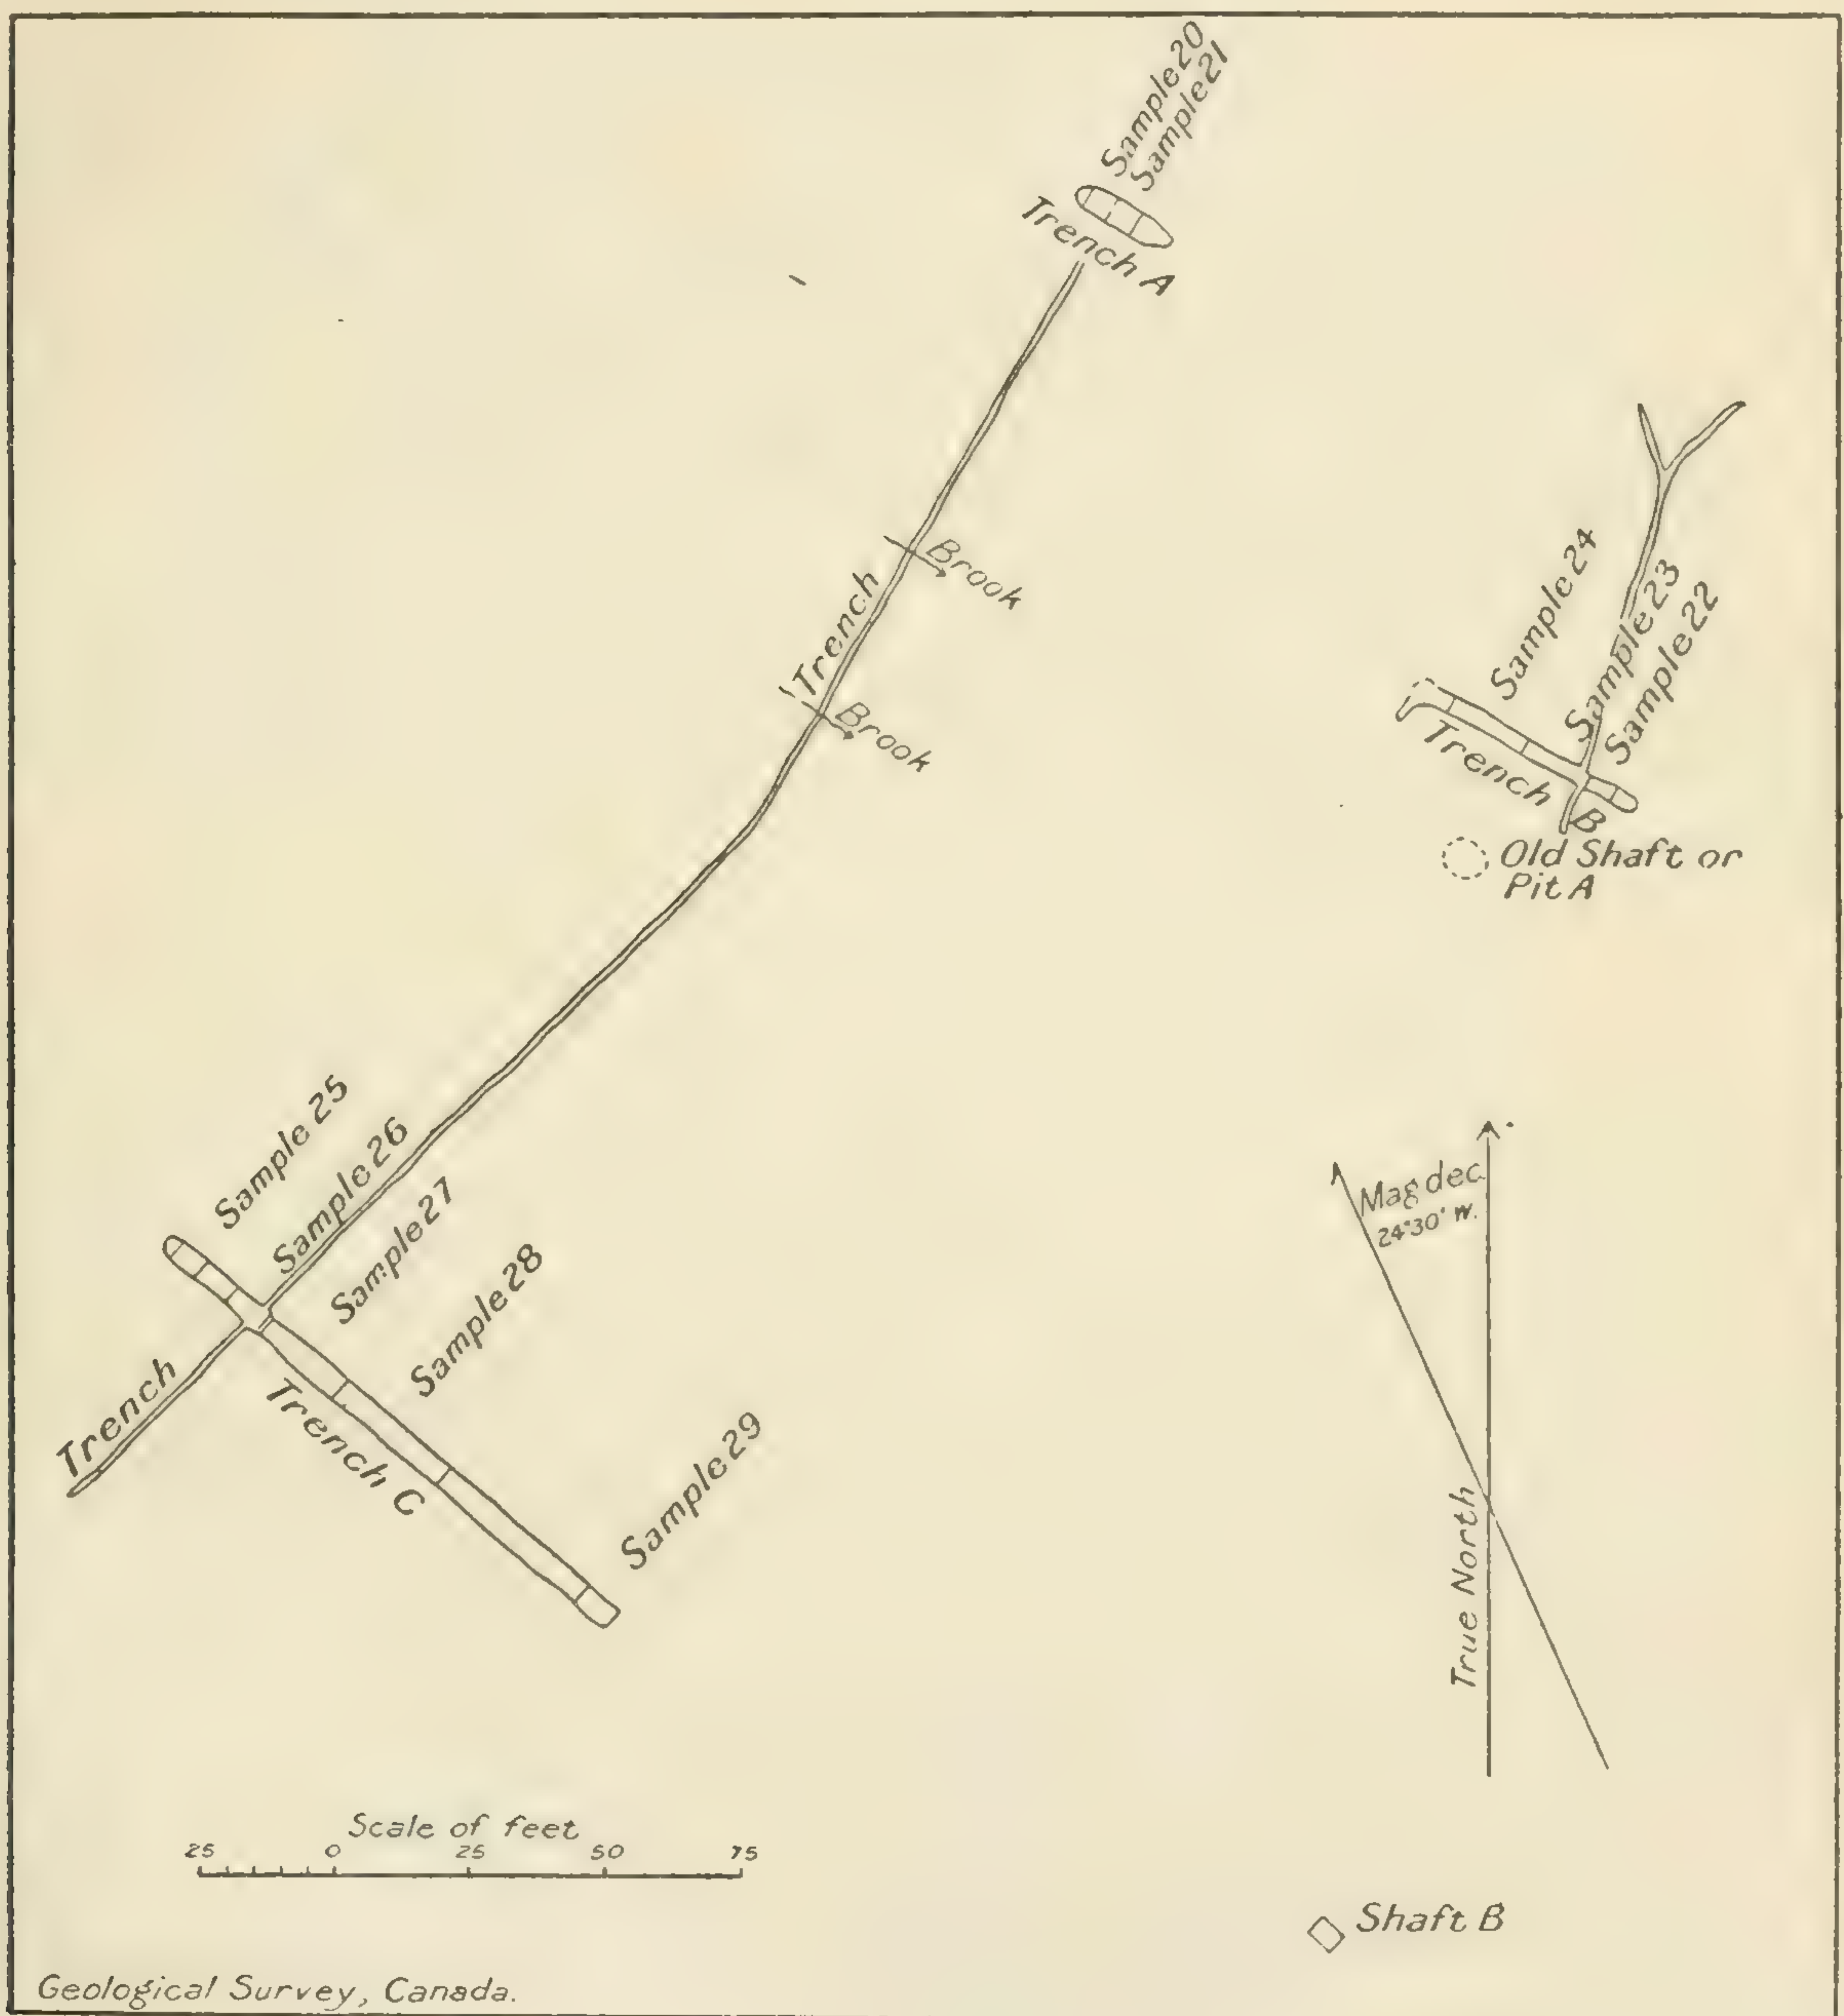 Sample 20
Sample 21
Trench A
Brook
Trench
Brook
Sample 24
Sample 23
Sample 22
Trench B
Old Shaft or
Pit A
Sample 25
Sample 26
Sample 27
Sample 28
Sample 29
Trench
Trench C
Mag dec.
24°30' W.
True North
Scale of feet
25 0 25 50 75
Shaft B
Geological Survey, Canada.